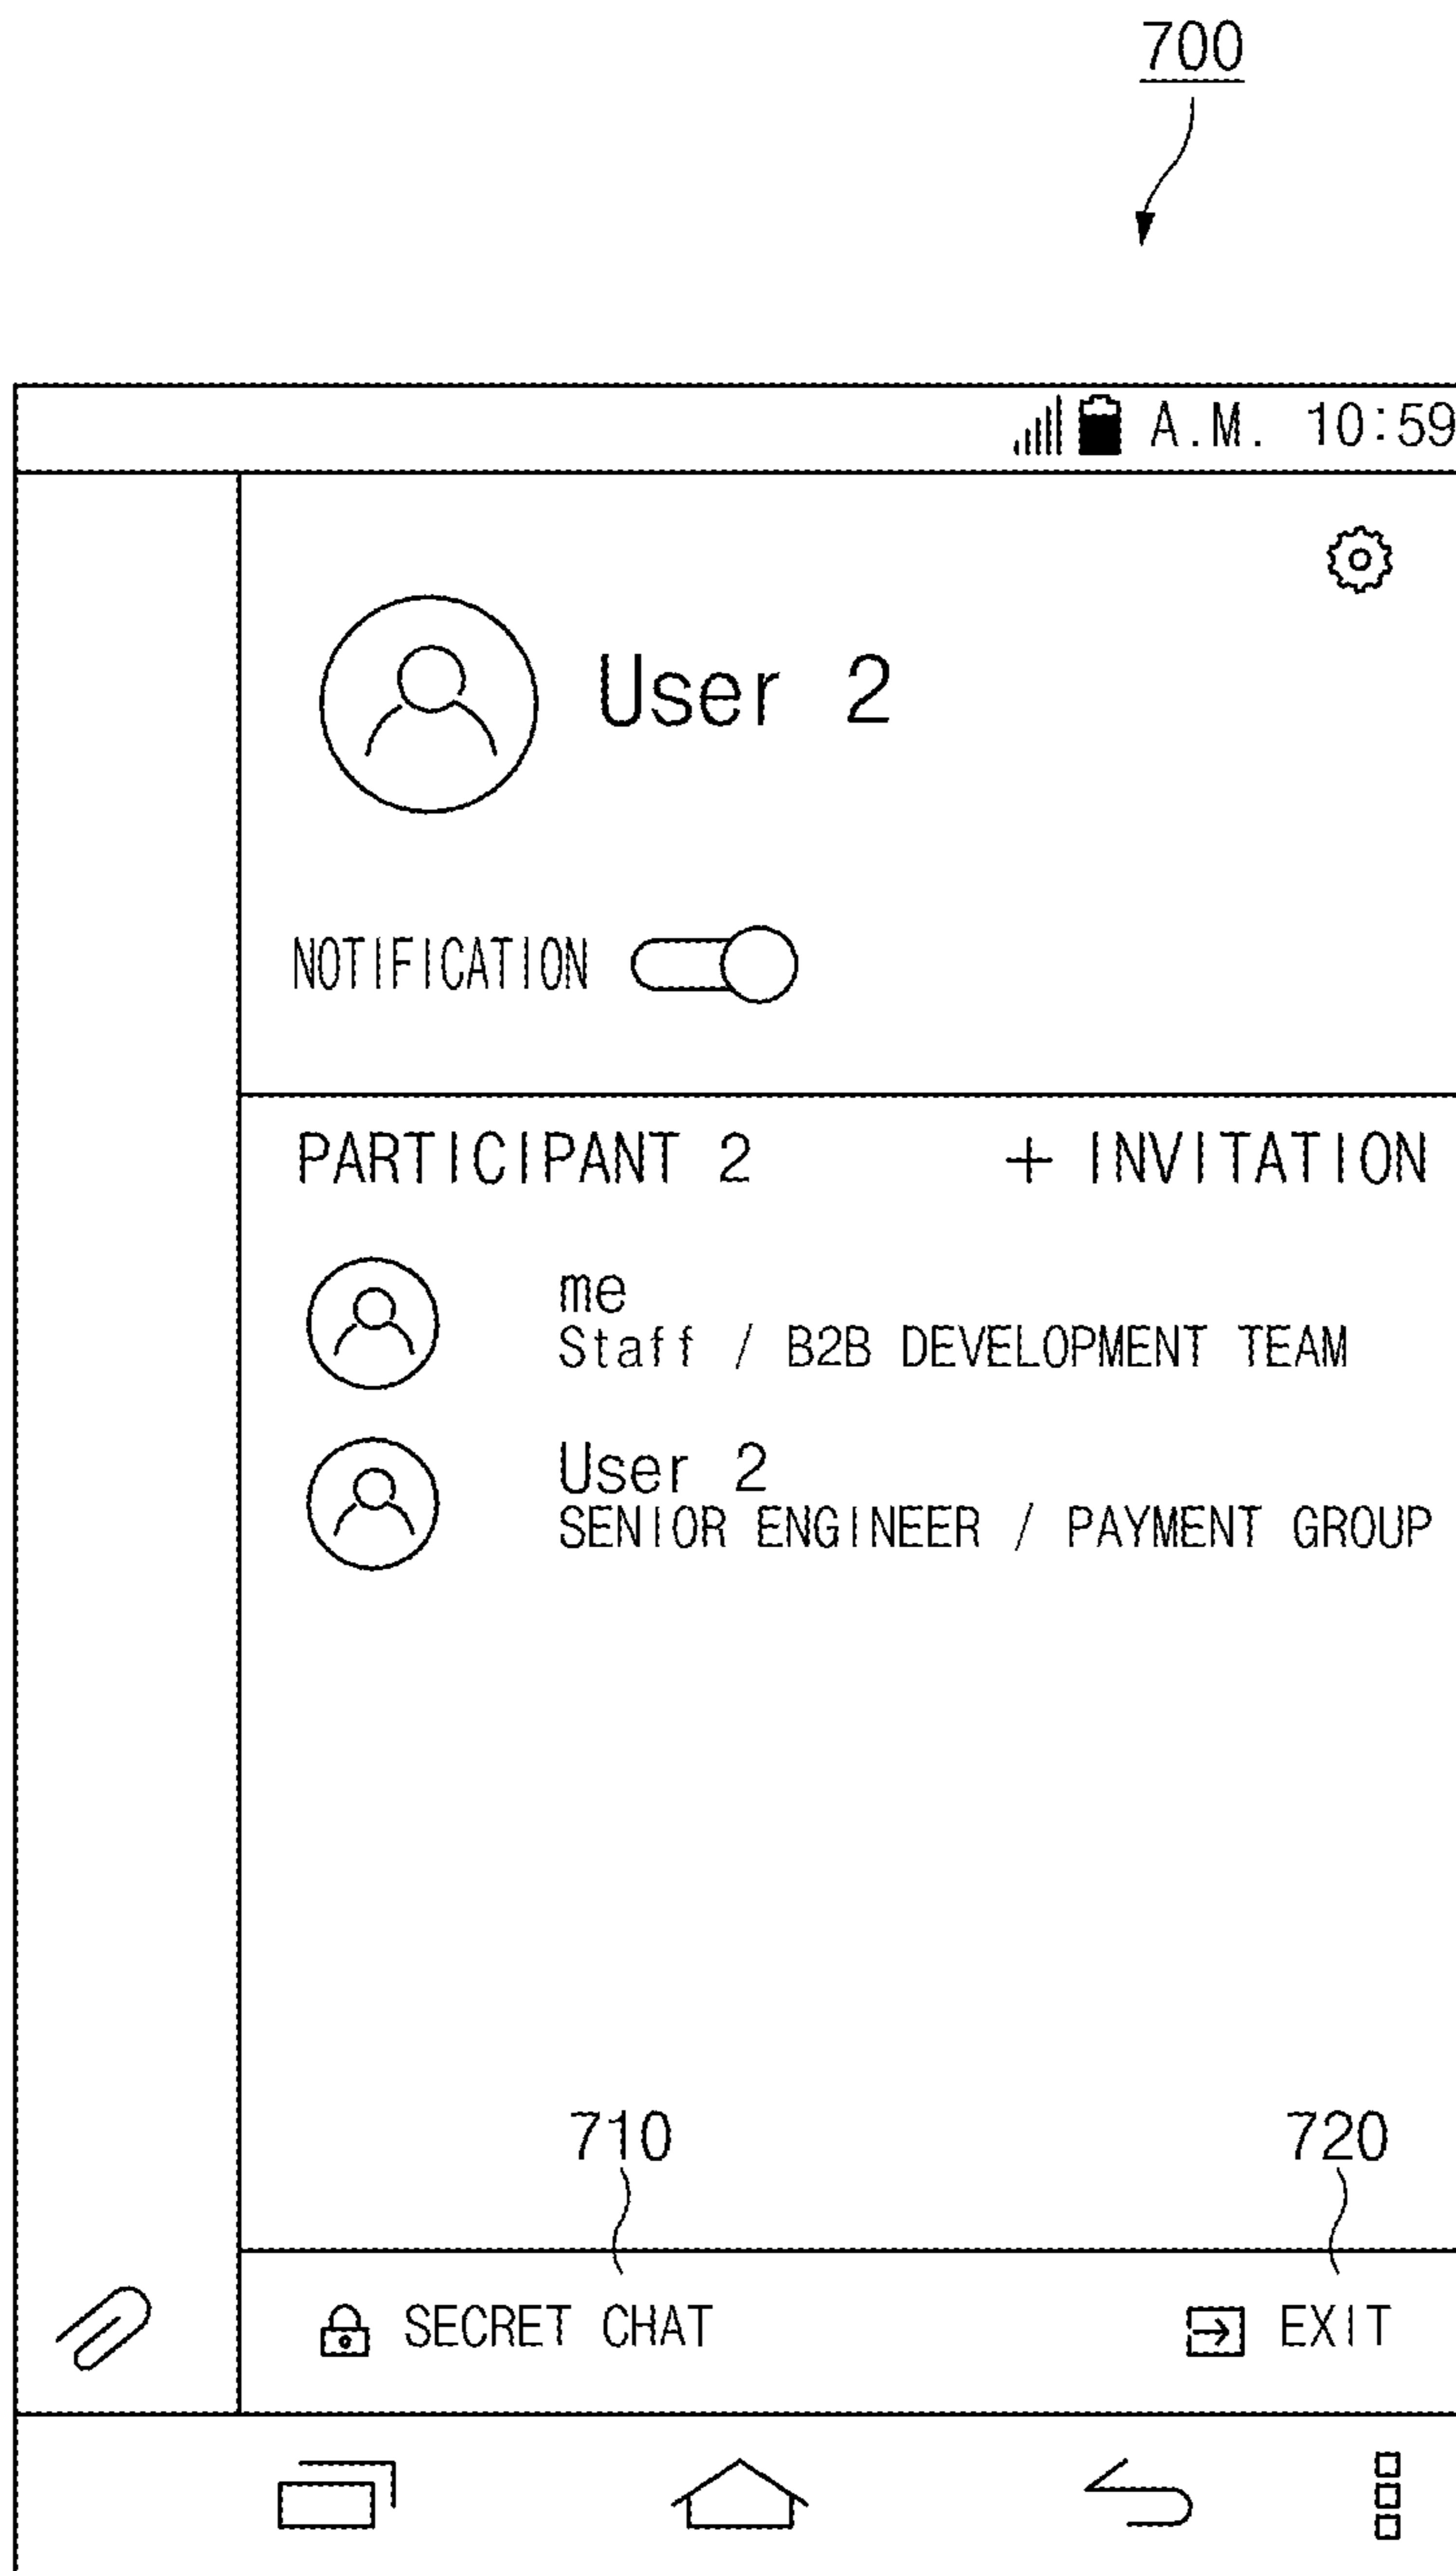 700
A.M. 10:59
User 2
NOTIFICATION
PARTICIPANT 2 + INVITATION
me
Staff / B2B DEVELOPMENT TEAM
User 2
SENIOR ENGINEER / PAYMENT GROUP
710 720
SECRET CHAT EXIT